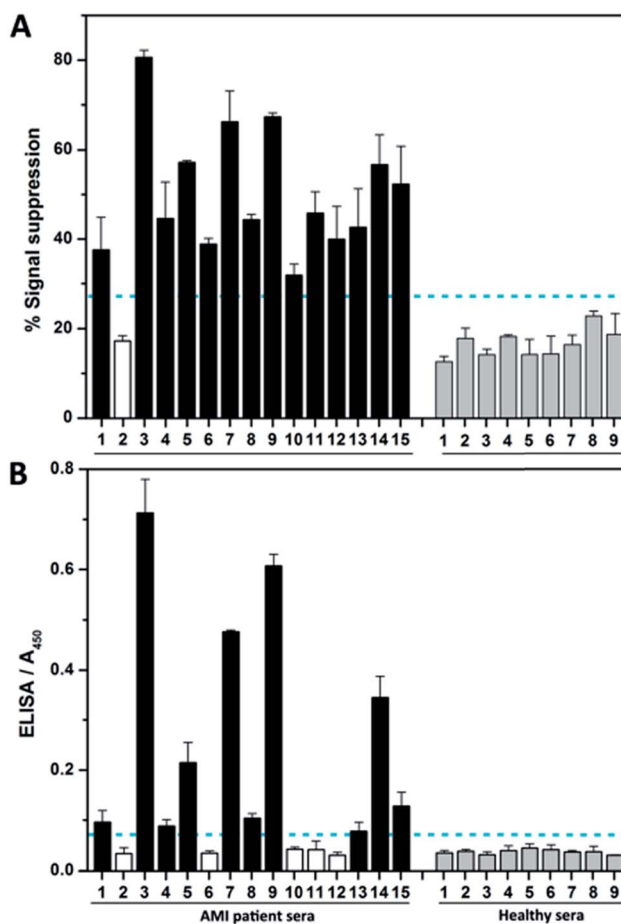 A
% Signal suppression
80
60
40
20
0
1 2 3 4 5 6 7 8 9 10 11 12 13 14 15 1 2 3 4 5 6 7 8 9
B
ELISA / A450
0.8
0.6
0.4
0.2
0.0
1 2 3 4 5 6 7 8 9 10 11 12 13 14 15 1 2 3 4 5 6 7 8 9
AMI patient sera Healthy sera